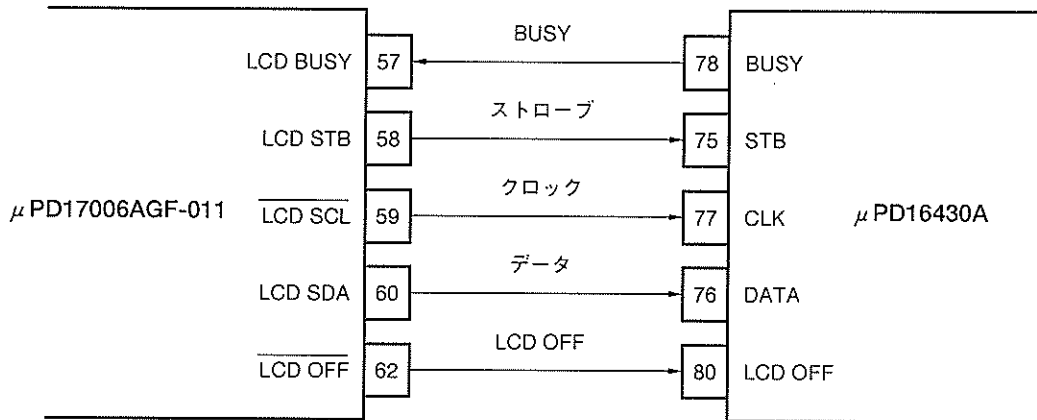 BUSY
LCD BUSY 57 78 BUSY
ストローブ
LCD STB 58 75 STB
クロック
μPD17006AGF-011 LCD SCL 59 77 CLK μPD16430A
データ
LCD SDA 60 76 DATA
LCD OFF
LCD OFF 62 80 LCD OFF